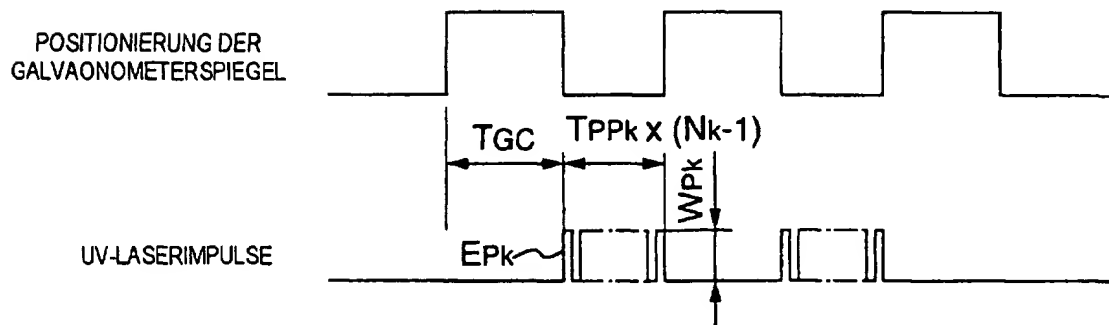 POSITIONIERUNG DER
GALVAONOMETERSPIEGEL
TGC
TPPk x (Nk-1)
WPk
UV-LASERIMPULSE
EPk